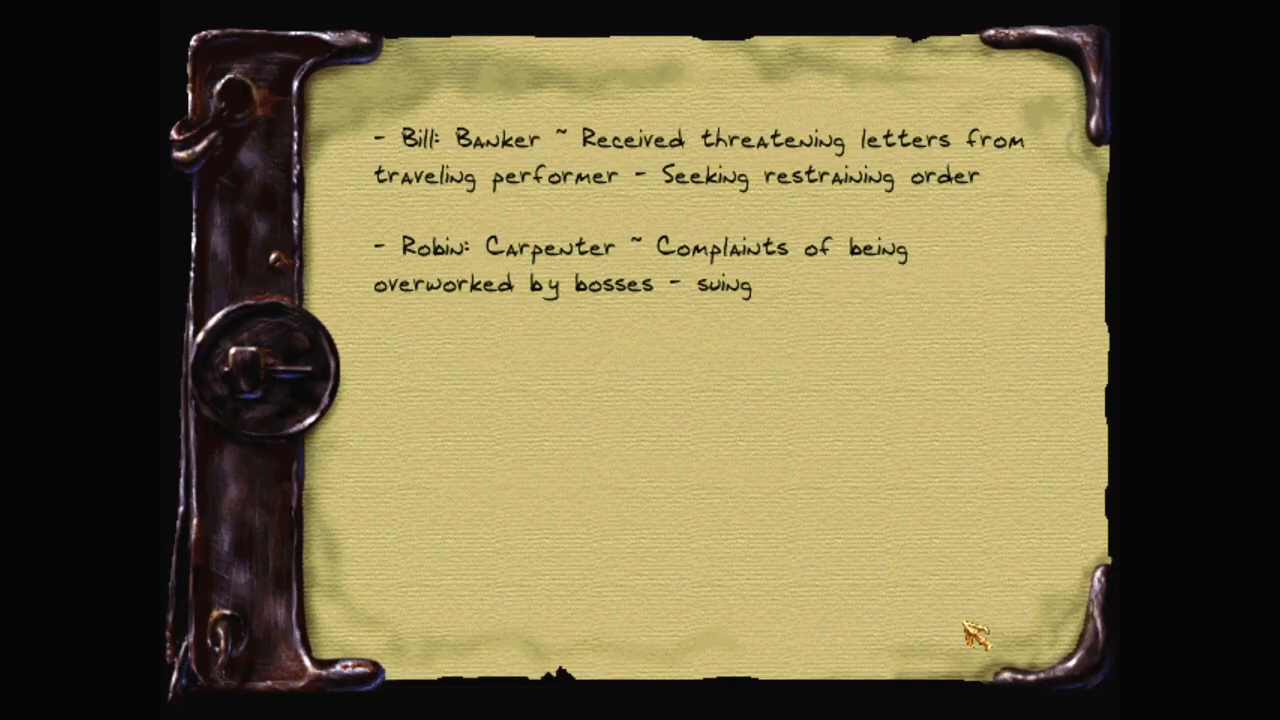 - Bill: Banker ~ Received threatening letters from
traveling performer - Seeking restraining order
- Robin: Carpenter ~ Complaints of being
overworked by bosses - suing